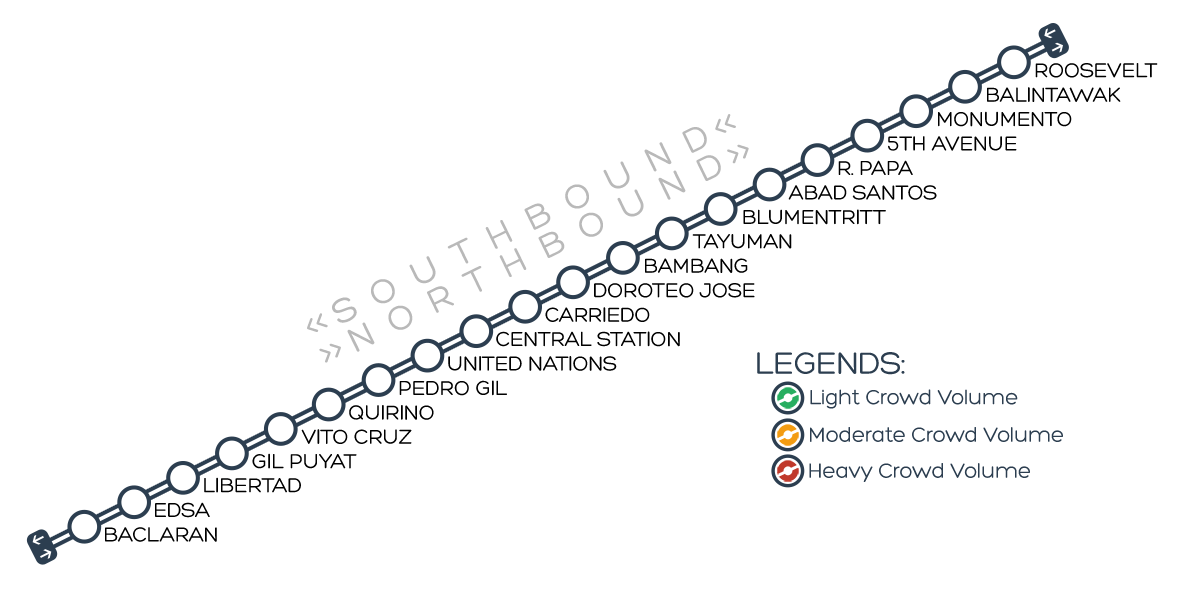 ROOSEVELT
BALINTAWAK
MONUMENTO
5TH AVENUE
R. PAPA
ABAD SANTOS
BLUMENTRITT
TAYUMAN
BAMBANG
DOROTEO JOSE
CARRIEDO
CENTRAL STATION
UNITED NATIONS
PEDRO GIL
QUIRINO
VITO CRUZ
GIL PUYAT
LIBERTAD
EDSA
BACLARAN
«SOUTHBOUND«
»NORTHBOUND»
LEGENDS:
Light Crowd Volume
Moderate Crowd Volume
Heavy Crowd Volume